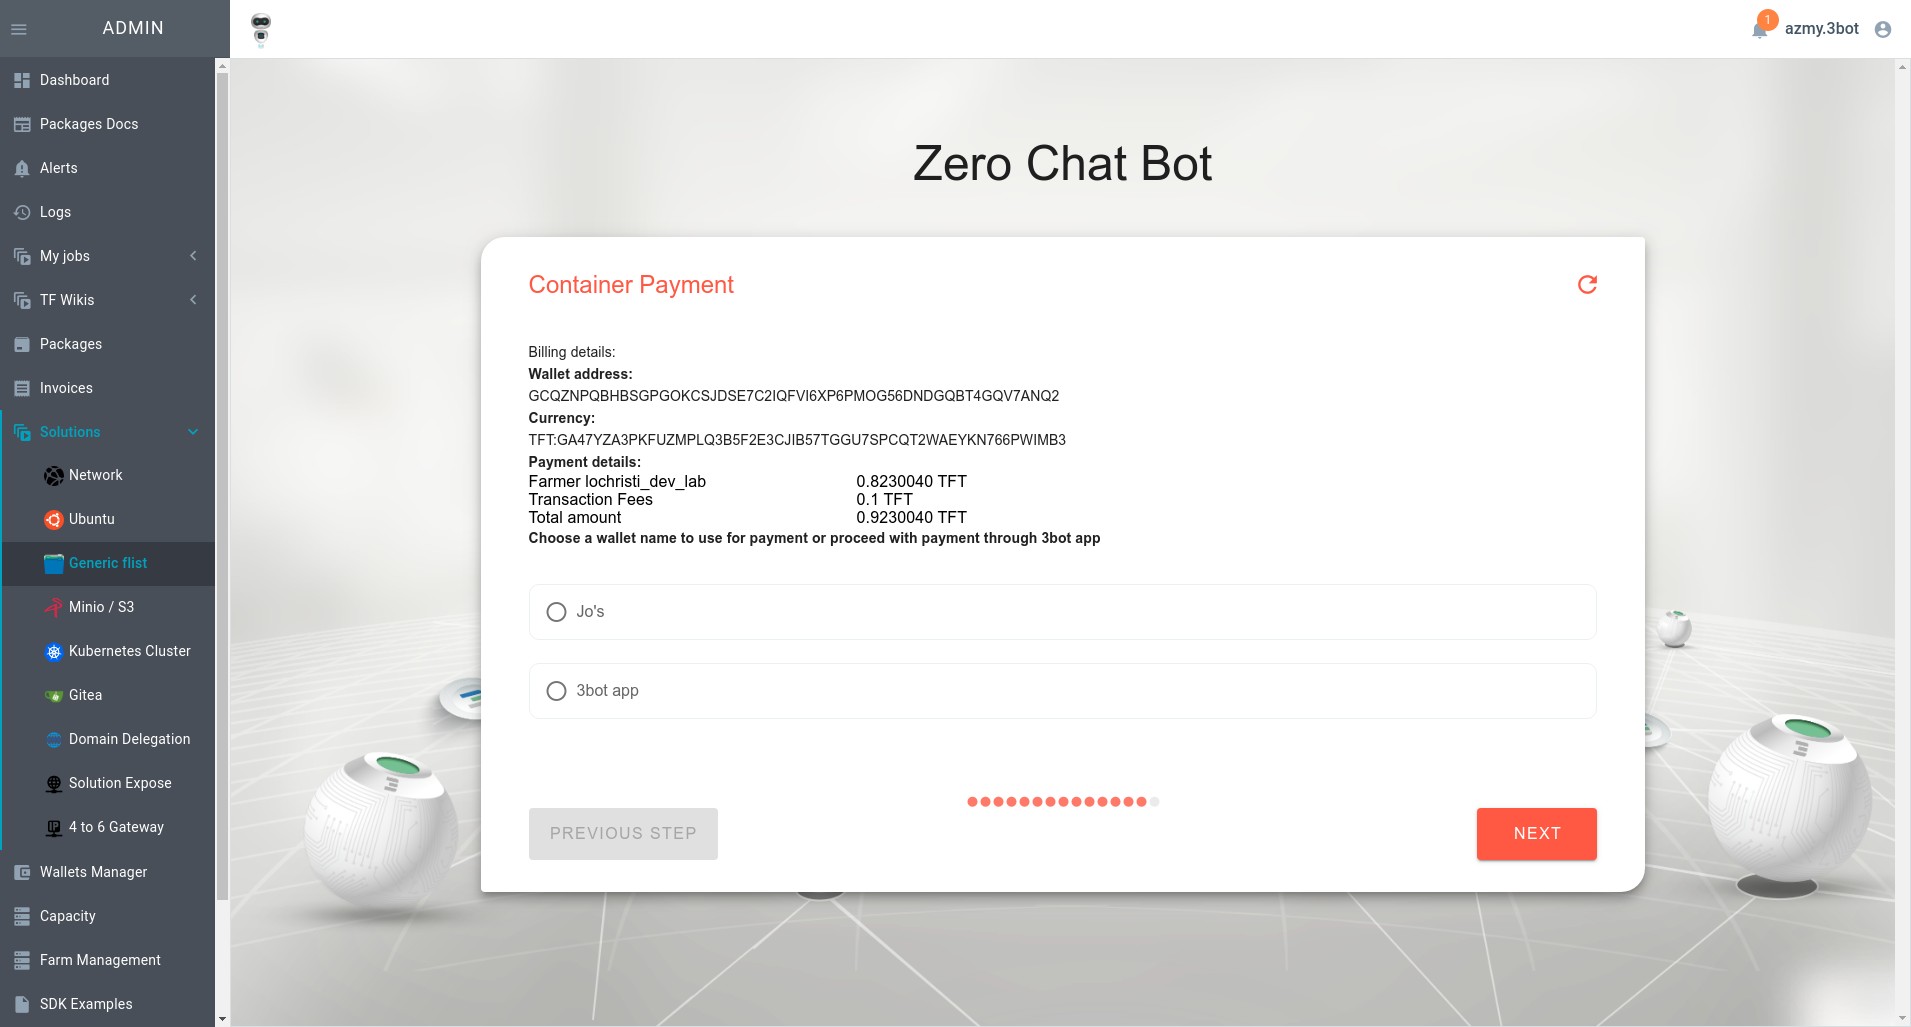 ADMIN
1
azmy.3bot
Dashboard
Packages Docs
Alerts
Logs
My jobs
TF Wikis
Packages
Invoices
Solutions
Network
Ubuntu
Generic flist
Minio / S3
Kubernetes Cluster
Gitea
Domain Delegation
Solution Expose
4 to 6 Gateway
Wallets Manager
Capacity
Farm Management
SDK Examples
Zero Chat Bot
Container Payment
Billing details:
Wallet address:
GCQZNPQBHBSGPGOKCSJDSE7C2IQFVI6XP6PMOG56DNDGQBT4GQV7ANQ2
Currency:
TFT:GA47YZA3PKFUZMPLQ3B5F2E3CJIB57TGGU7SPCQT2WAEYKN766PWIMB3
Payment details:
Farmer lochristi_dev_lab 0.8230040 TFT
Transaction Fees 0.1 TFT
Total amount 0.9230040 TFT
Choose a wallet name to use for payment or proceed with payment through 3bot app
Jo's
3bot app
PREVIOUS STEP
NEXT